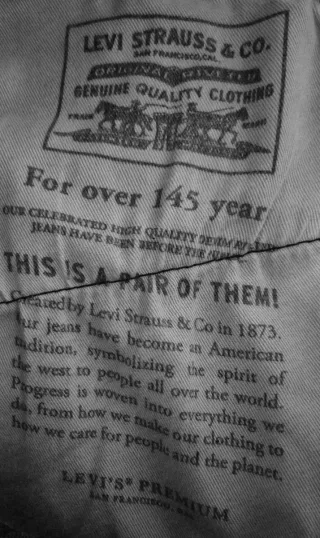 LEVI STRAUSS & CO.
SAN FRANCISCO, CAL.
ORIGINAL RIVETED
GENUINE QUALITY CLOTHING
TRADE MARK
For over 145 year
OUR CELEBRATED HIGH QUALITY DENIM
JEANS HAVE BEEN BEFORE THE
THIS IS A PAIR OF THEM!
Created by Levi Strauss & Co in 1873.
ur jeans have become an American
tradition, symbolizing the spirit of
the west to people all over the world.
Progress is woven into everything we
do, from how we make our clothing to
how we care for people and the planet.
LEVI'S® PREMIUM
SAN FRANCISCO,